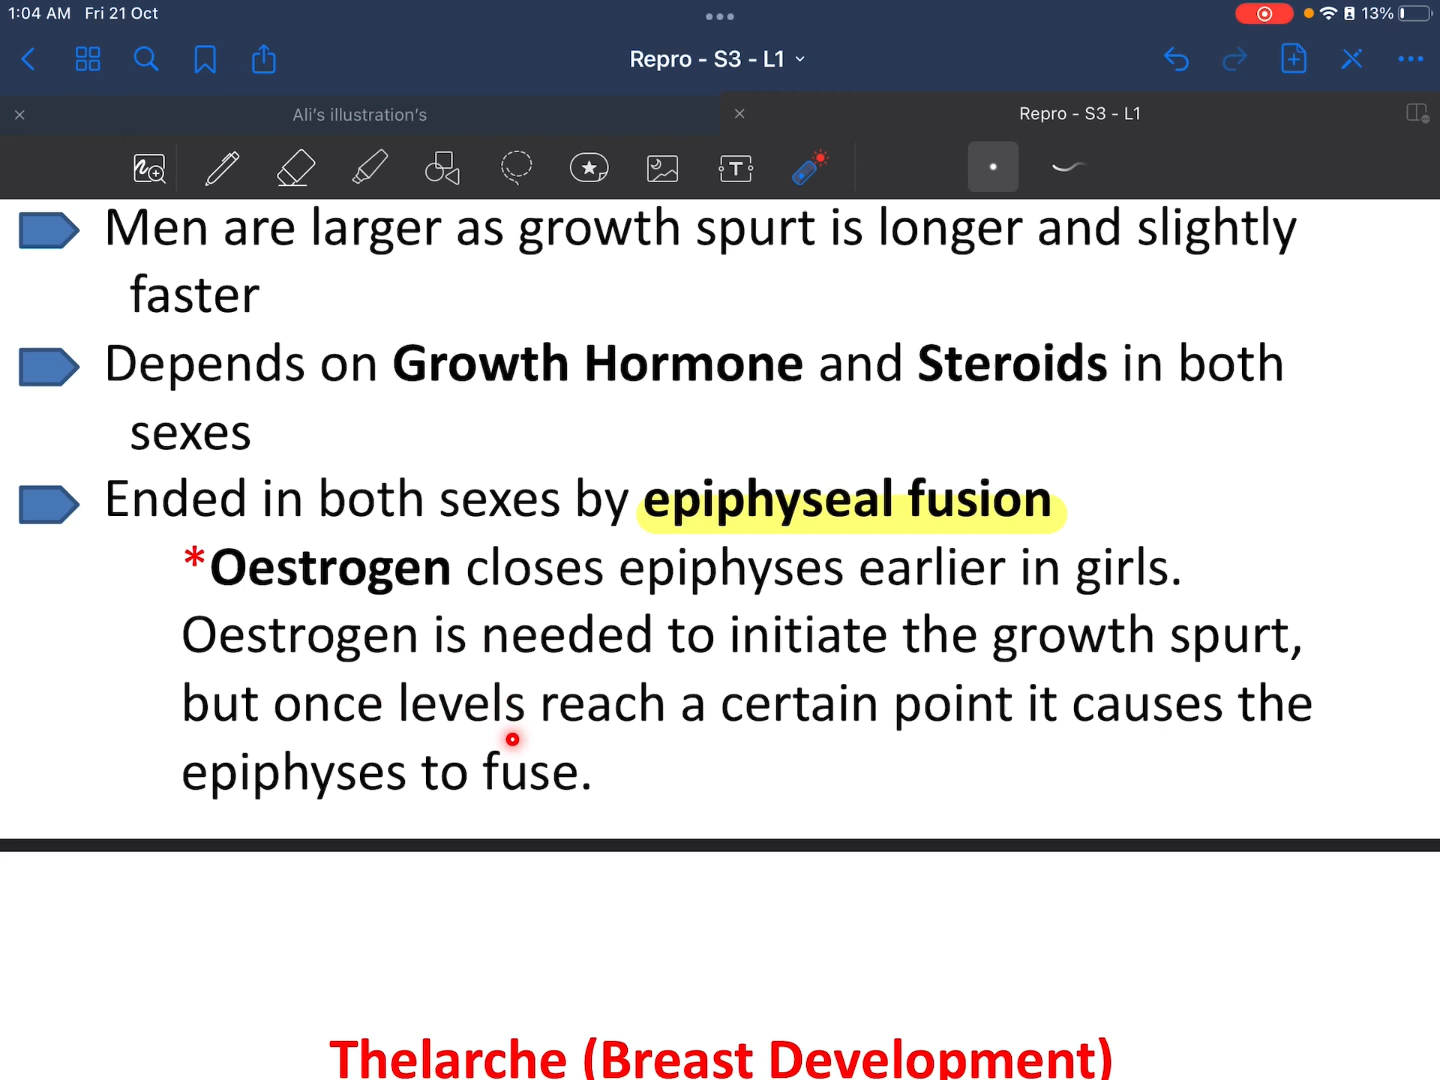 1:04 AM Fri 21 Oct
13%
Repro - S3 - L1
Ali's illustration's
Repro - S3 - L1
T
Men are larger as growth spurt is longer and slightly
faster
Depends on Growth Hormone and Steroids in both
sexes
Ended in both sexes by epiphyseal fusion
*Oestrogen closes epiphyses earlier in girls.
Oestrogen is needed to initiate the growth spurt,
but once levels reach a certain point it causes the
epiphyses to fuse.
Thelarche (Breast Development)